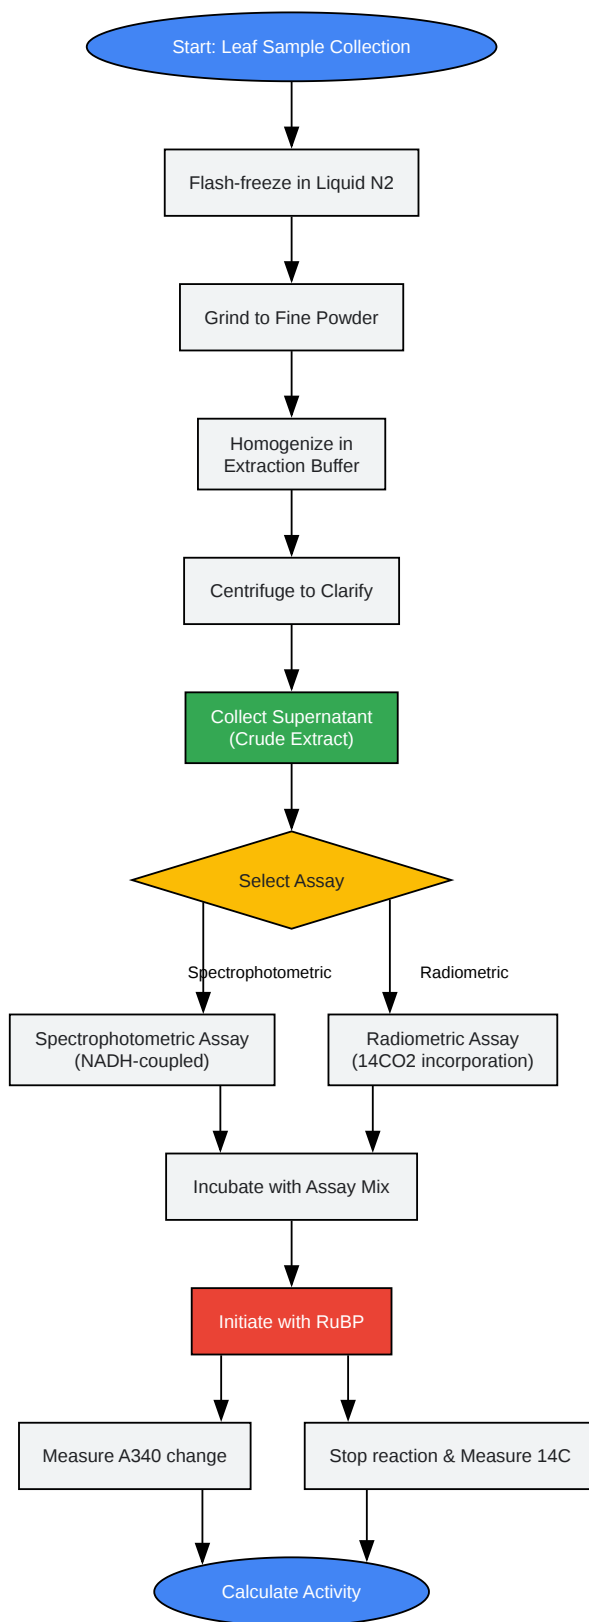 Start: Leaf Sample Collection
Flash-freeze in Liquid N2
Grind to Fine Powder
Homogenize in
Extraction Buffer
Centrifuge to Clarify
Collect Supernatant
(Crude Extract)
Select Assay
Spectrophotometric
Radiometric
Spectrophotometric Assay
(NADH-coupled)
Radiometric Assay
(14CO2 incorporation)
Incubate with Assay Mix
Initiate with RuBP
Measure A340 change
Stop reaction & Measure 14C
Calculate Activity